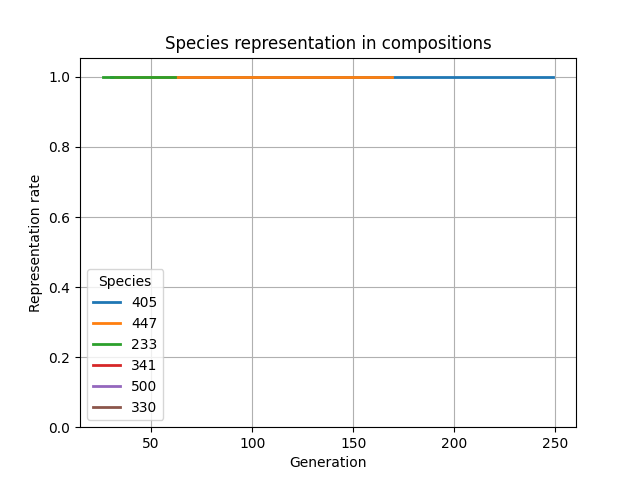 Species representation in compositions
Representation rate
1.0
0.8
0.6
0.4
0.2
0.0
Species
405
447
233
341
500
330
50 100 150 200 250
Generation